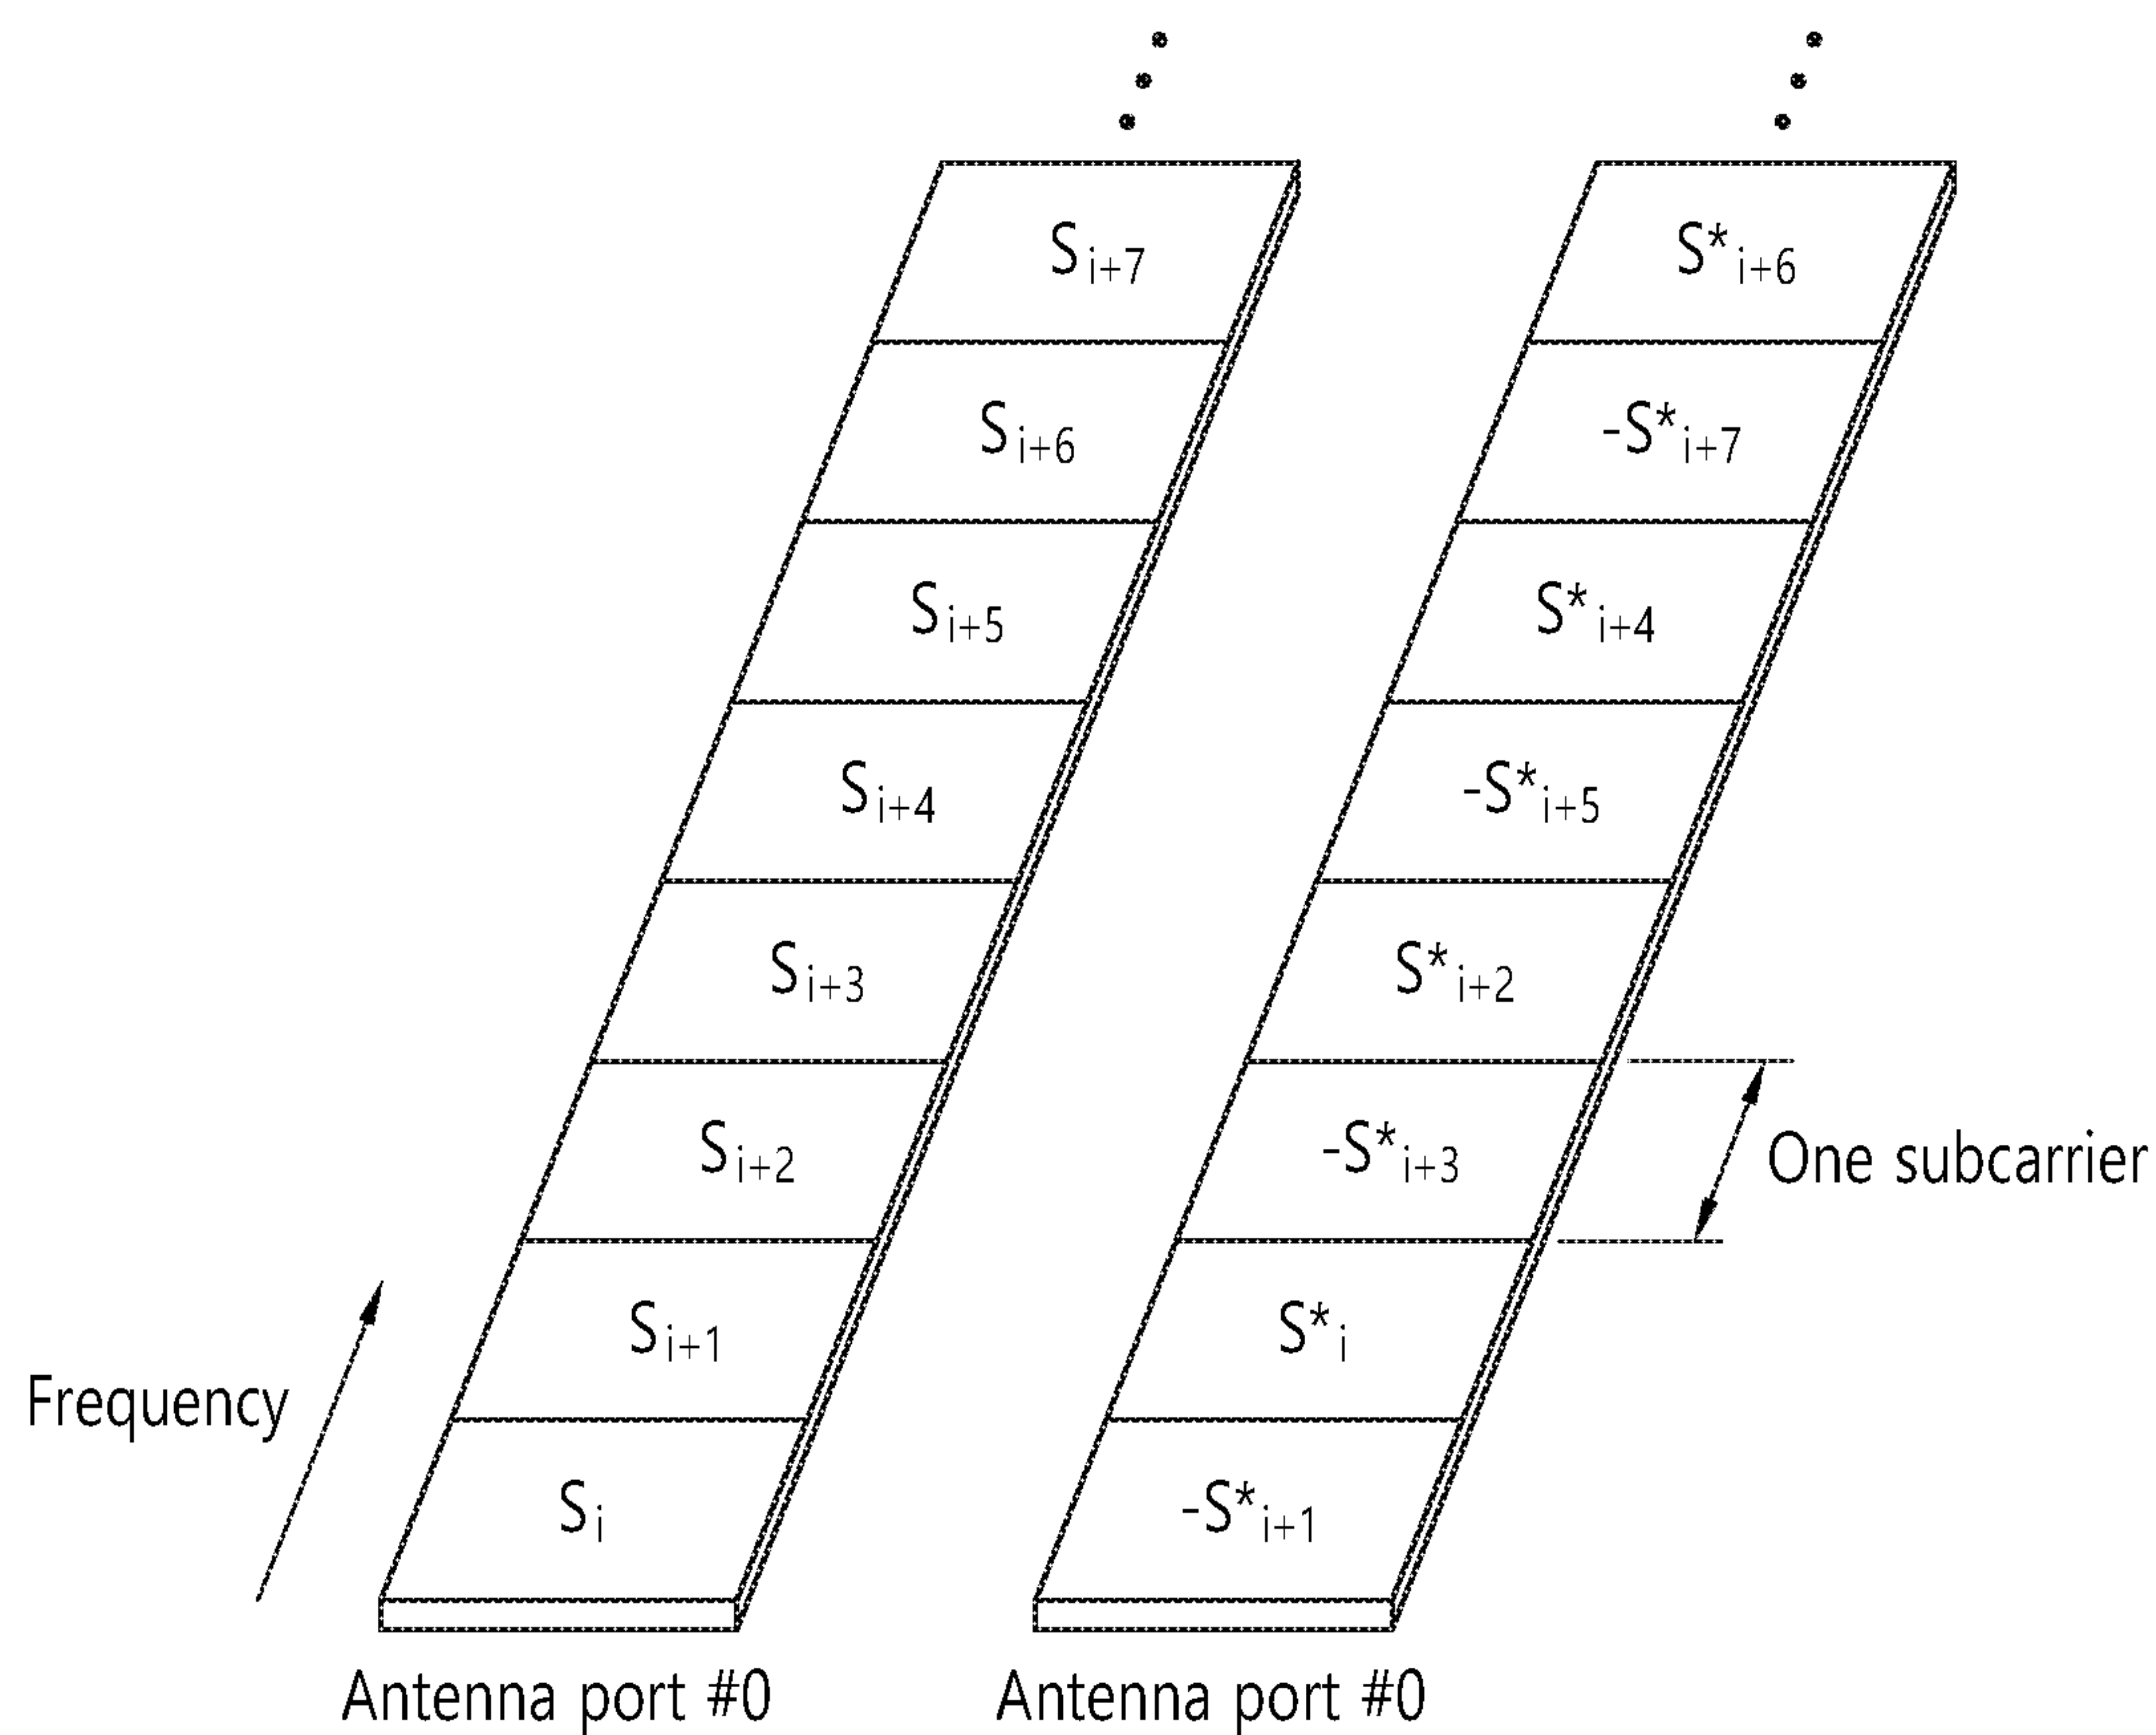 S i+7 S* i+6
S i+6 -S* i+7
S i+5 S* i+4
S i+4 -S* i+5
S i+3 S* i+2
S i+2 -S* i+3 One subcarrier
S i+1 S* i
Frequency
S i -S* i+1
Antenna port #0 Antenna port #0